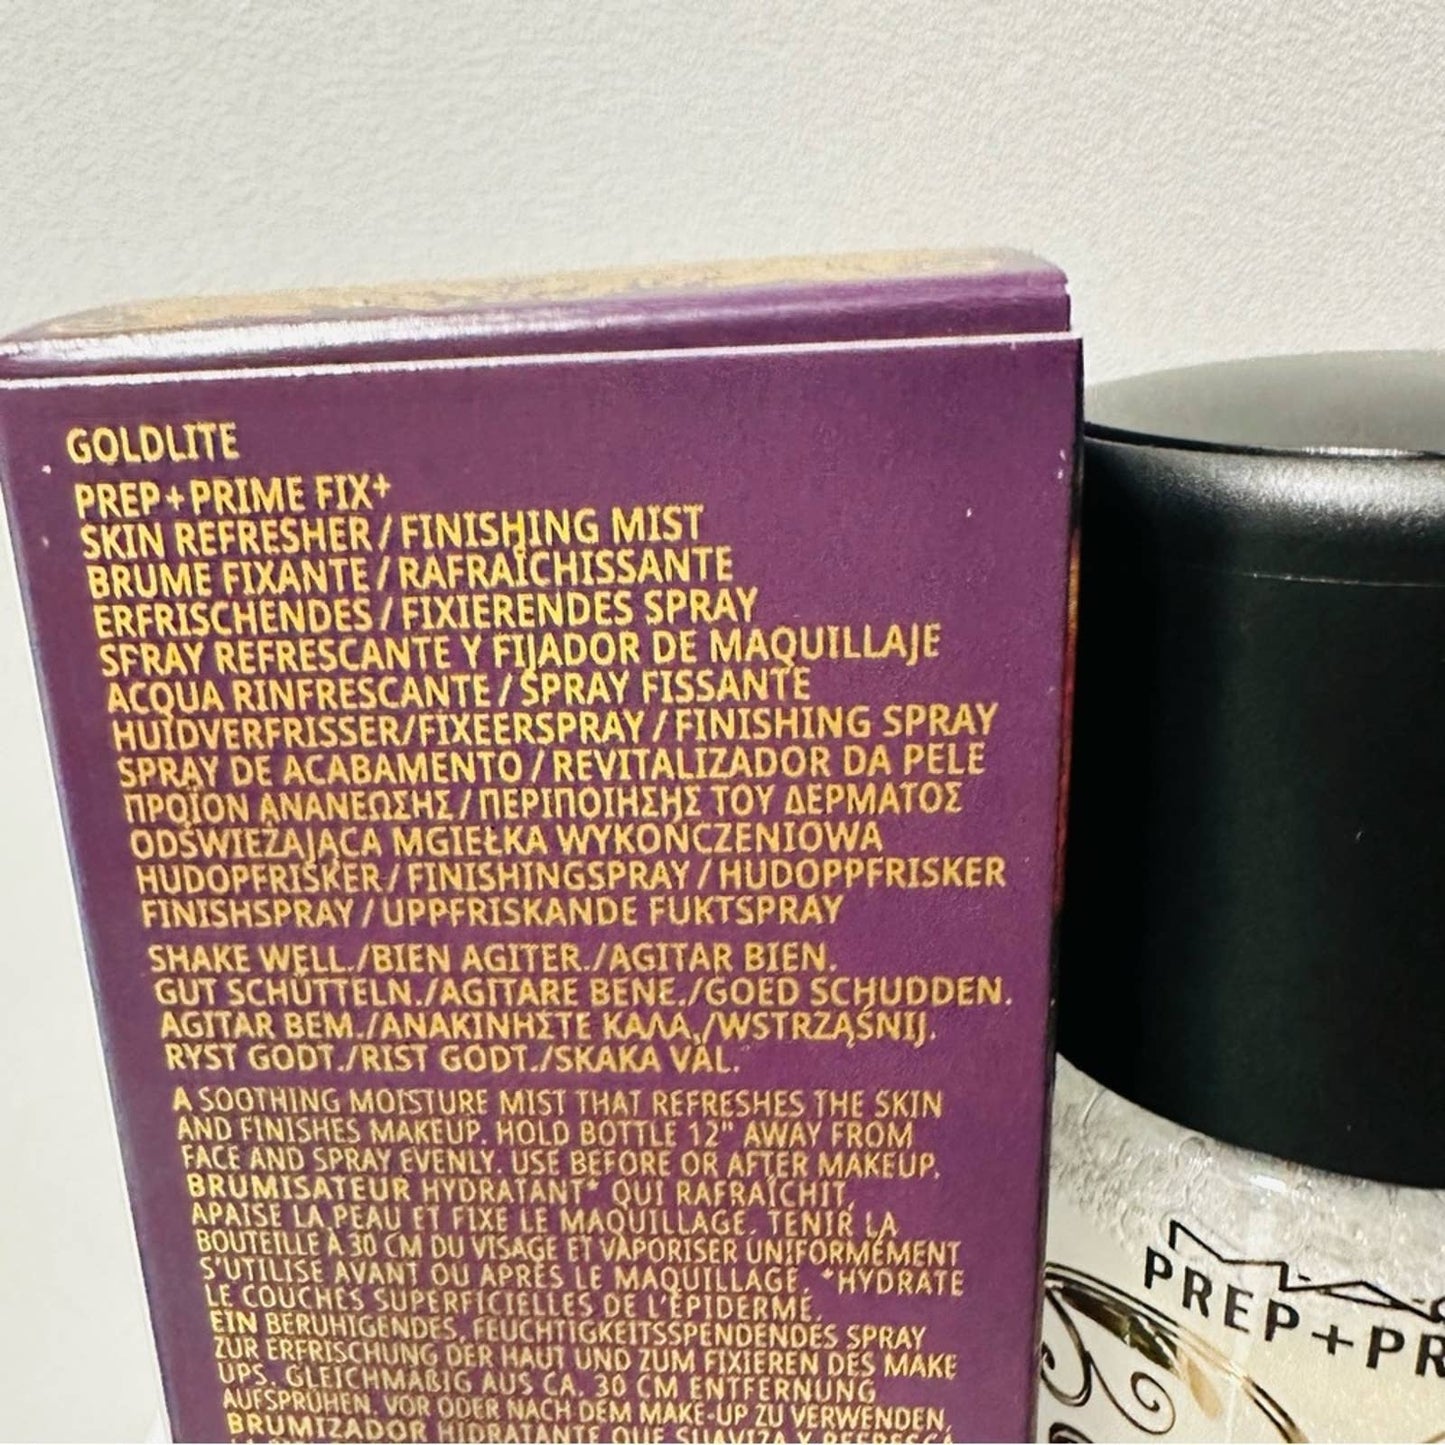 GOLDLITE
PREP+PRIME FIX+
SKIN REFRESHER / FINISHING MIST
BRUME FIXANTE / RAFRAÎCHISSANTE
ERFRISCHENDES / FIXIERENDES SPRAY
SPRAY REFRESCANTE Y FIJADOR DE MAQUILLAJE
ACQUA RINFRESCANTE / SPRAY FISSANTE
HUIDVERFRISSER/FIXEERSPRAY / FINISHING SPRAY
SPRAY DE ACABAMENTO / REVITALIZADOR DA PELE
ΠΡΟΪΟΝ ΑΝΑΝΕΩΣΗΣ / ΠΕΡΙΠΟΙΗΣΗΣ ΤΟΥ ΔΕΡΜΑΤΟΣ
ODŚWIEŻAJĄCA MGIEŁKA WYKOŃCZENIOWA
HUDOPFRISKER / FINISHINGSPRAY / HUDOPPFRISKER
FINISHSPRAY / UPPFRISKANDE FUKTSPRAY
SHAKE WELL./BIEN AGITER./AGITAR BIEN.
GUT SCHÜTTELN./AGITARE BENE./GOED SCHUDDEN.
AGITAR BEM./ΑΝΑΚΙΝΗΣΤΕ ΚΑΛΑ./WSTRZĄŚNIJ.
RYST GODT./RIST GODT./SKAKA VÄL.
A SOOTHING MOISTURE MIST THAT REFRESHES THE SKIN
AND FINISHES MAKEUP. HOLD BOTTLE 12" AWAY FROM
FACE AND SPRAY EVENLY. USE BEFORE OR AFTER MAKEUP.
BRUMISATEUR HYDRATANT* QUI RAFRAÎCHIT,
APAISE LA PEAU ET FIXE LE MAQUILLAGE. TENIR LA
BOUTEILLE À 30 CM DU VISAGE ET VAPORISER UNIFORMÉMENT
S'UTILISE AVANT OU APRÈS LE MAQUILLAGE. *HYDRATE
LE COUCHES SUPERFICIELLES DE L'ÉPIDERME.
EIN BERUHIGENDES, FEUCHTIGKEITSSPENDENDES SPRAY
ZUR ERFRISCHUNG DER HAUT UND ZUM FIXIEREN DES MAKE
UPS. GLEICHMÄßIG AUS CA. 30 CM ENTFERNUNG
AUFSPRÜHEN. VOR ODER NACH DEM MAKE-UP ZU VERWENDEN.
BRUMIZADOR HIDRATANTE QUE SUAVIZA Y REFRESCA
MAC
PREP+PR